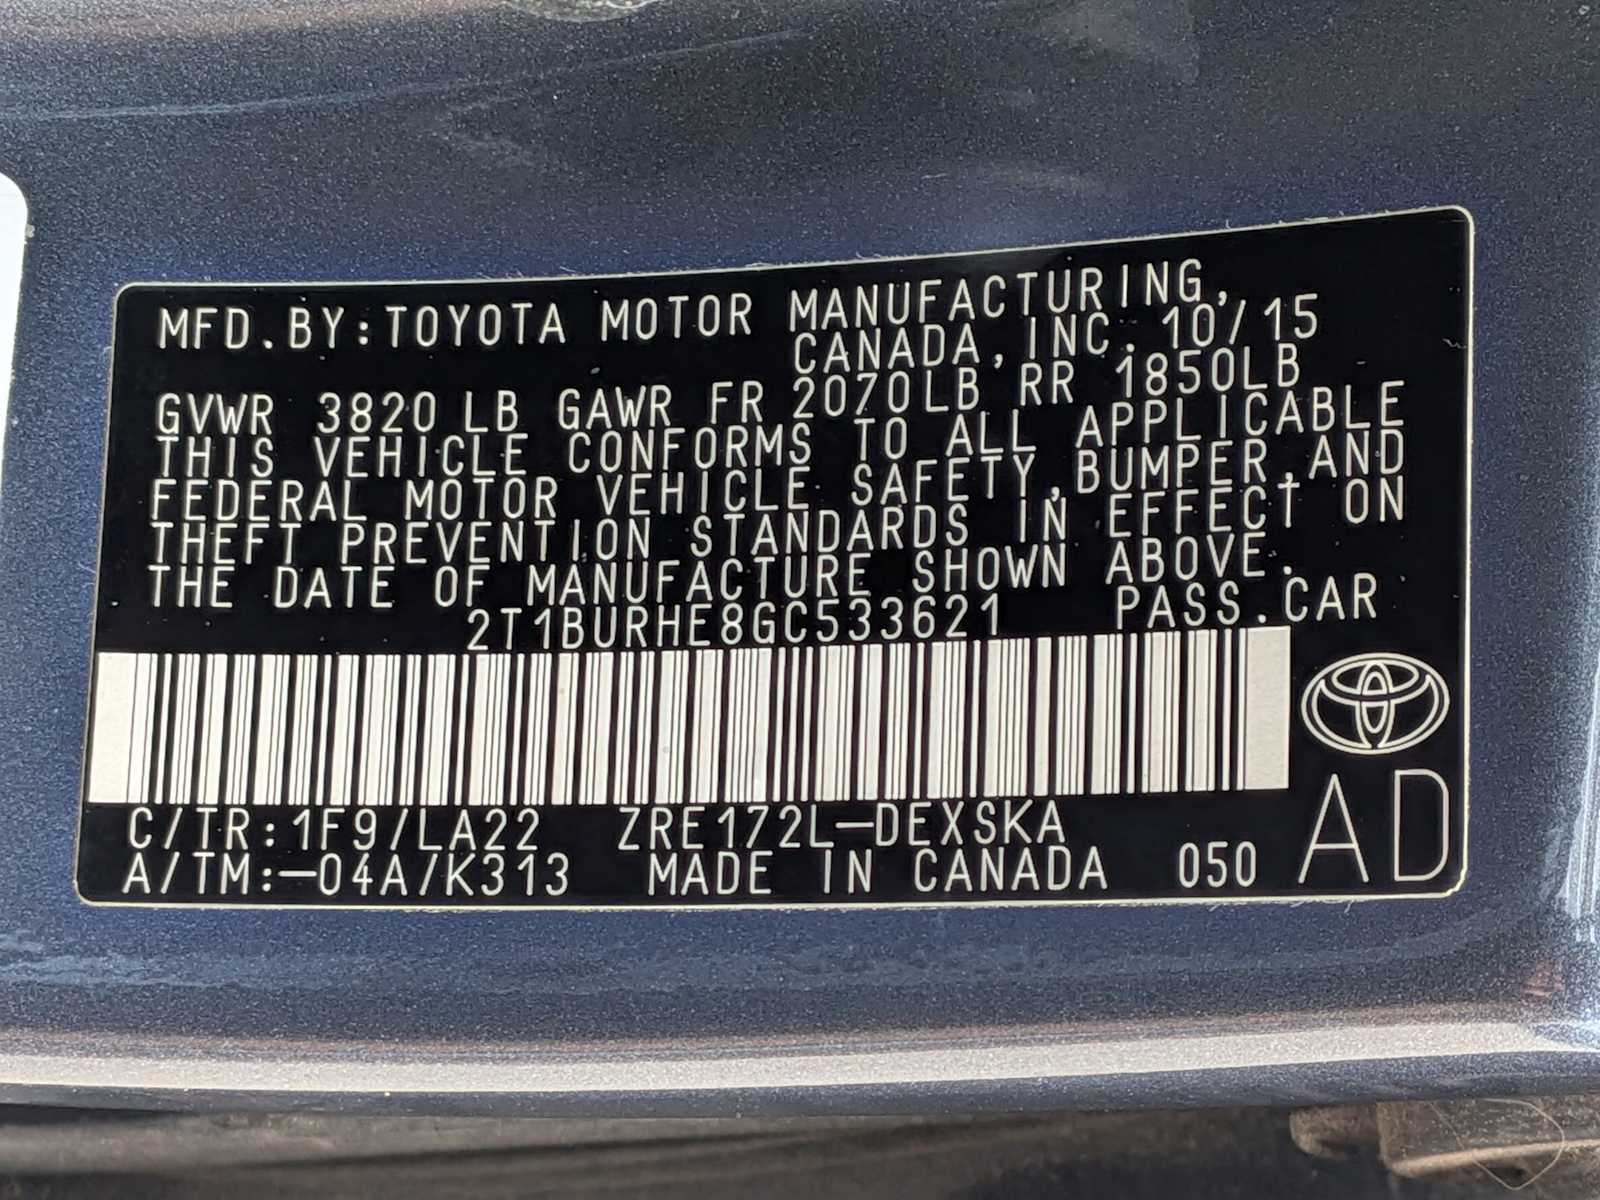 MFD.BY:TOYOTA MOTOR MANUFACTURING,
CANADA,INC. 10/15
GVWR 3820 LB GAWR FR 2070LB RR 1850LB
THIS VEHICLE CONFORMS TO ALL APPLICABLE
FEDERAL MOTOR VEHICLE SAFETY,BUMPER,AND
THEFT PREVENTION STANDARDS IN EFFECT ON
THE DATE OF MANUFACTURE SHOWN ABOVE.
2T1BURHE8GC533621 PASS.CAR
C/TR:1F9/LA22 ZRE172L-DEXSKA
A/TM:-04A/K313 MADE IN CANADA 050
AD